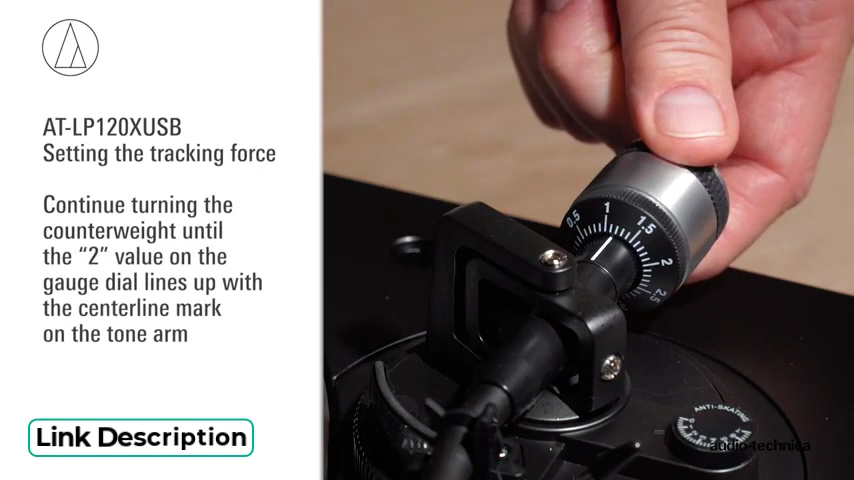 AT-LP120XUSB
Setting the tracking force
Continue turning the
counterweight until
the “2” value on the
gauge dial lines up with
the centerline mark
on the tone arm
Link Description
0.5 1 1.5 2 2.5
ANTI-SKATING
audio-technica